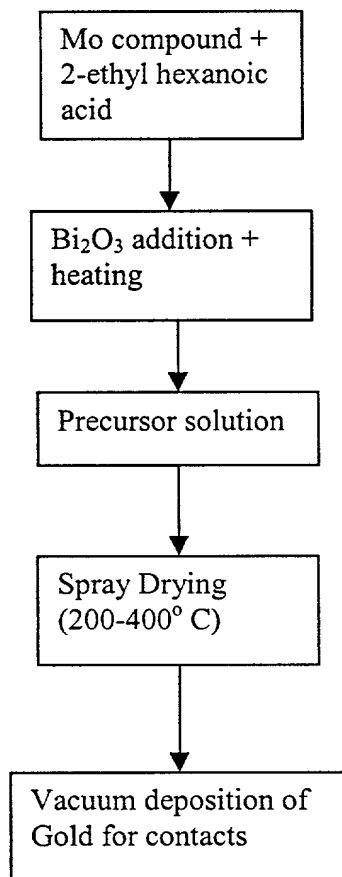 Mo compound +
2-ethyl hexanoic
acid
Bi₂O₃ addition +
heating
Precursor solution
Spray Drying
(200-400° C)
Vacuum deposition of
Gold for contacts